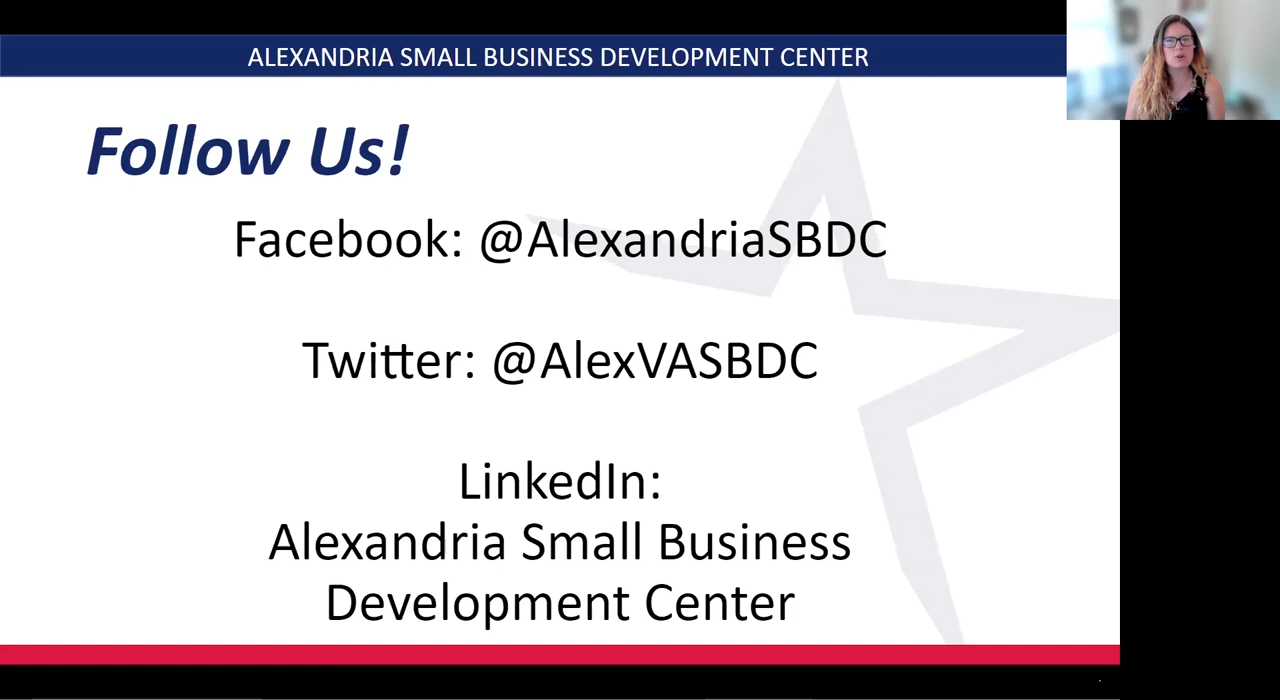 ALEXANDRIA SMALL BUSINESS DEVELOPMENT CENTER
Follow Us!
Facebook: @AlexandriaSBDC
Twitter: @AlexVASBDC
LinkedIn:
Alexandria Small Business
Development Center